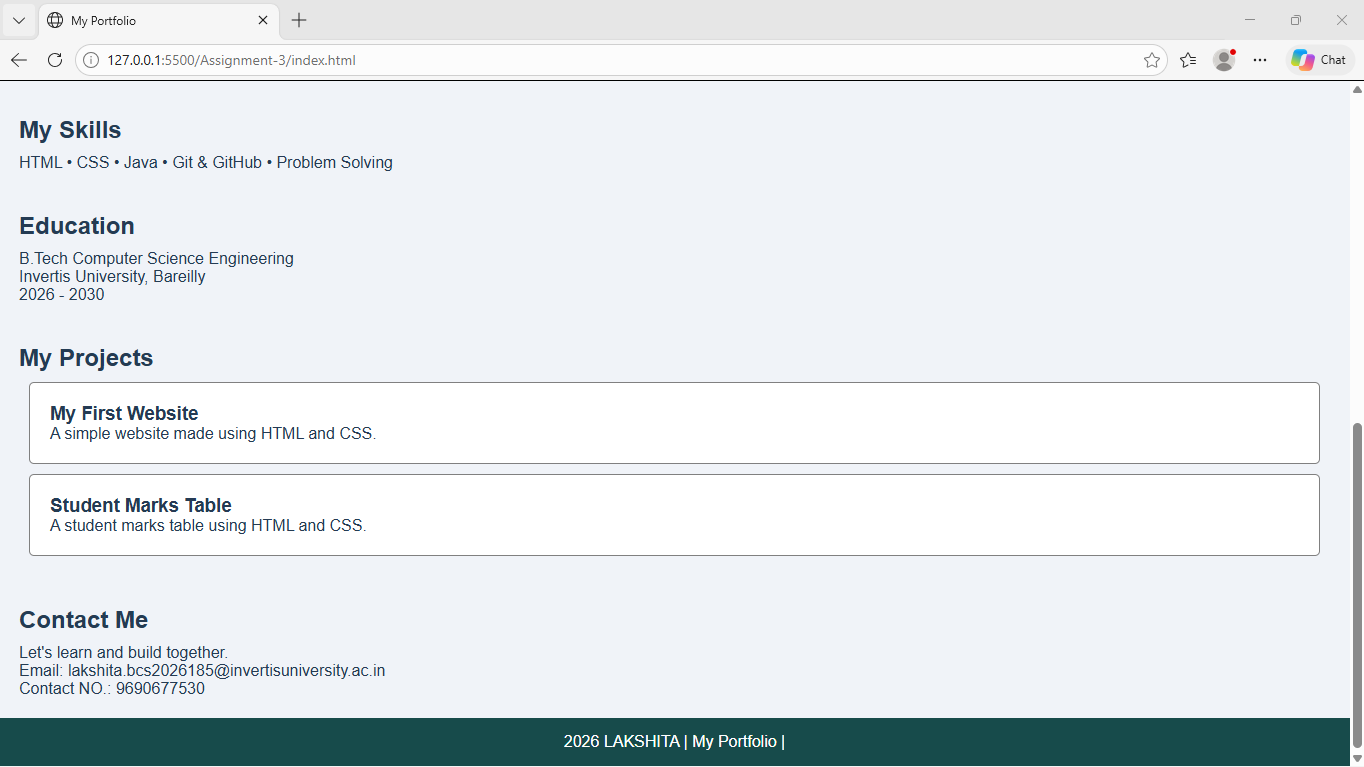 My Portfolio
127.0.0.1:5500/Assignment-3/index.html
Chat
My Skills
HTML • CSS • Java • Git & GitHub • Problem Solving
Education
B.Tech Computer Science Engineering
Invertis University, Bareilly
2026 - 2030
My Projects
My First Website
A simple website made using HTML and CSS.
Student Marks Table
A student marks table using HTML and CSS.
Contact Me
Let's learn and build together.
Email: lakshita.bcs2026185@invertisuniversity.ac.in
Contact NO.: 9690677530
2026 LAKSHITA | My Portfolio |